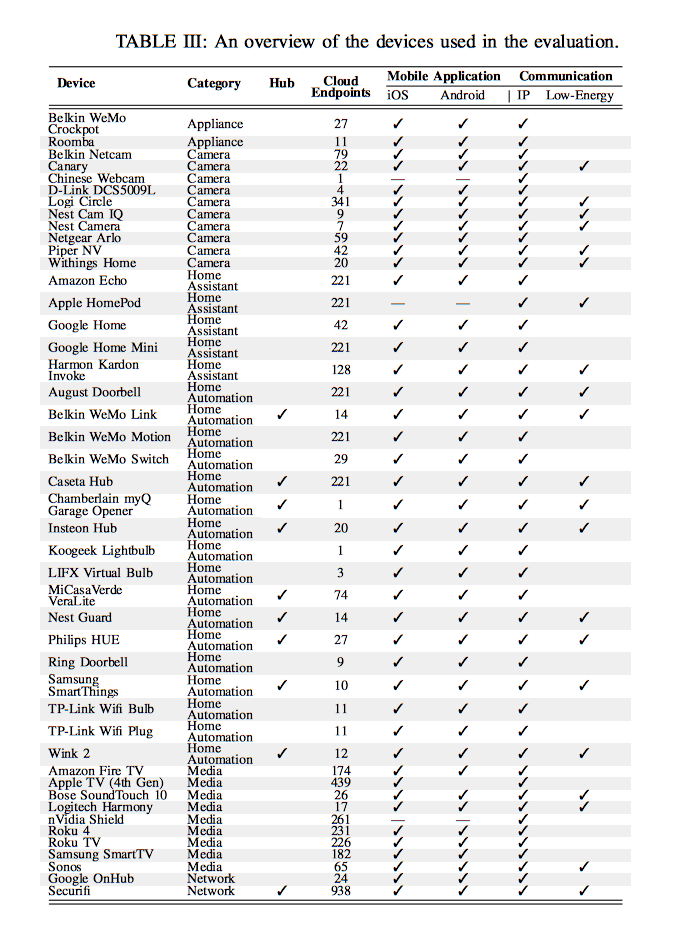 TABLE III: An overview of the devices used in the evaluation.
Device Category Hub Cloud Endpoints Mobile Application Communication
iOS Android | IP Low-Energy
Belkin WeMo Crockpot Appliance 27 ✓ ✓ ✓
Roomba Appliance 11 ✓ ✓ ✓
Belkin Netcam Camera 79 ✓ ✓ ✓
Canary Camera 22 ✓ ✓ ✓ ✓
Chinese Webcam Camera 1 — — ✓
D-Link DCS5009L Camera 4 ✓ ✓ ✓
Logi Circle Camera 341 ✓ ✓ ✓ ✓
Nest Cam IQ Camera 9 ✓ ✓ ✓ ✓
Nest Camera Camera 7 ✓ ✓ ✓ ✓
Netgear Arlo Camera 59 ✓ ✓ ✓
Piper NV Camera 42 ✓ ✓ ✓ ✓
Withings Home Camera 20 ✓ ✓ ✓ ✓
Amazon Echo Home Assistant 221 ✓ ✓ ✓
Apple HomePod Home Assistant 221 — — ✓ ✓
Google Home Home Assistant 42 ✓ ✓ ✓
Google Home Mini Home Assistant 221 ✓ ✓ ✓
Harmon Kardon Invoke Home Assistant 128 ✓ ✓ ✓ ✓
August Doorbell Home Automation 221 ✓ ✓ ✓ ✓
Belkin WeMo Link Home Automation ✓ 14 ✓ ✓ ✓ ✓
Belkin WeMo Motion Home Automation 221 ✓ ✓ ✓
Belkin WeMo Switch Home Automation 29 ✓ ✓ ✓
Caseta Hub Home Automation ✓ 221 ✓ ✓ ✓ ✓
Chamberlain myQ Garage Opener Home Automation ✓ 1 ✓ ✓ ✓ ✓
Insteon Hub Home Automation ✓ 20 ✓ ✓ ✓ ✓
Koogeek Lightbulb Home Automation 1 ✓ ✓ ✓
LIFX Virtual Bulb Home Automation 3 ✓ ✓ ✓
MiCasaVerde VeraLite Home Automation ✓ 74 ✓ ✓ ✓
Nest Guard Home Automation ✓ 14 ✓ ✓ ✓ ✓
Philips HUE Home Automation ✓ 27 ✓ ✓ ✓ ✓
Ring Doorbell Home Automation 9 ✓ ✓ ✓
Samsung SmartThings Home Automation ✓ 10 ✓ ✓ ✓ ✓
TP-Link Wifi Bulb Home Automation 11 ✓ ✓ ✓
TP-Link Wifi Plug Home Automation 11 ✓ ✓ ✓
Wink 2 Home Automation ✓ 12 ✓ ✓ ✓ ✓
Amazon Fire TV Media 174 ✓ ✓ ✓
Apple TV (4th Gen) Media 439 ✓ ✓
Bose SoundTouch 10 Media 26 ✓ ✓ ✓ ✓
Logitech Harmony Media 17 ✓ ✓ ✓ ✓
nVidia Shield Media 261 — — ✓
Roku 4 Media 231 ✓ ✓ ✓
Roku TV Media 226 ✓ ✓ ✓
Samsung SmartTV Media 182 ✓ ✓ ✓
Sonos Media 65 ✓ ✓ ✓ ✓
Google OnHub Network 24 ✓ ✓ ✓
Securifi Network ✓ 938 ✓ ✓ ✓ ✓